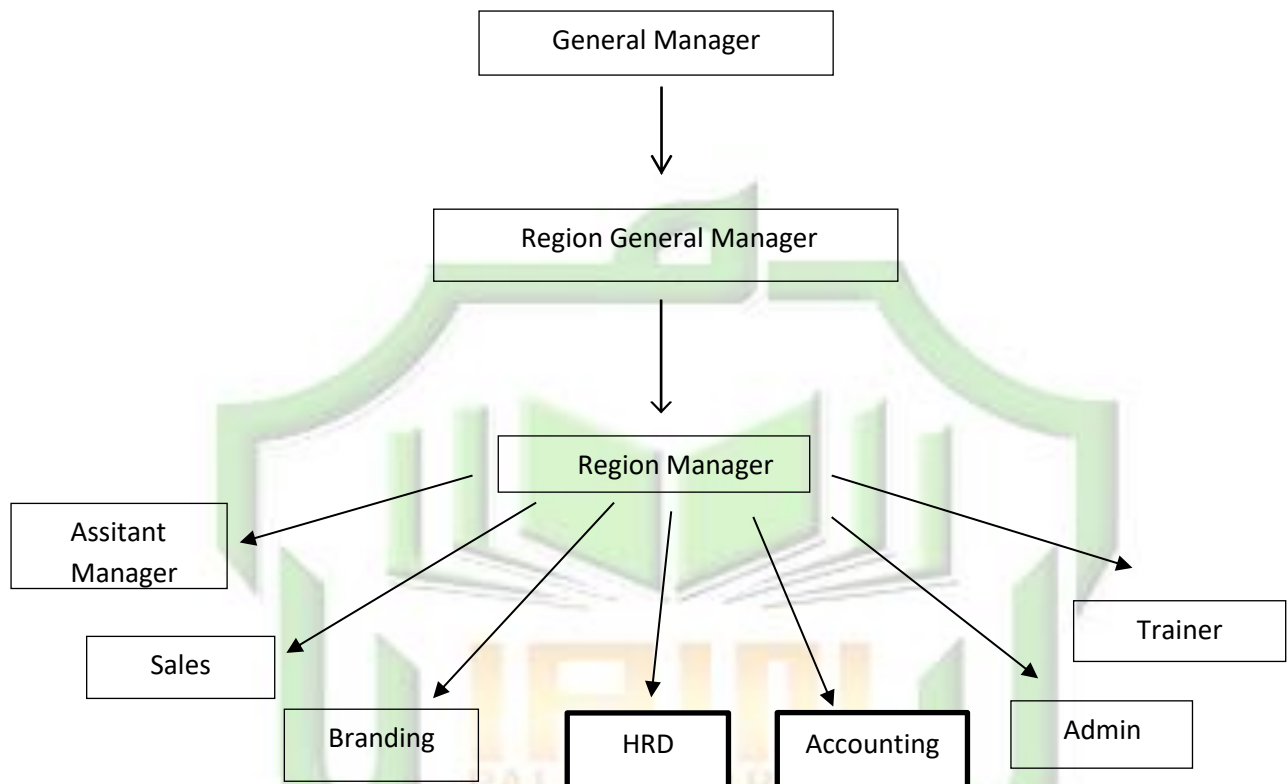 General Manager
Region General Manager
Region Manager
Assitant
Manager
Trainer
Sales
Branding
HRD
Accounting
Admin